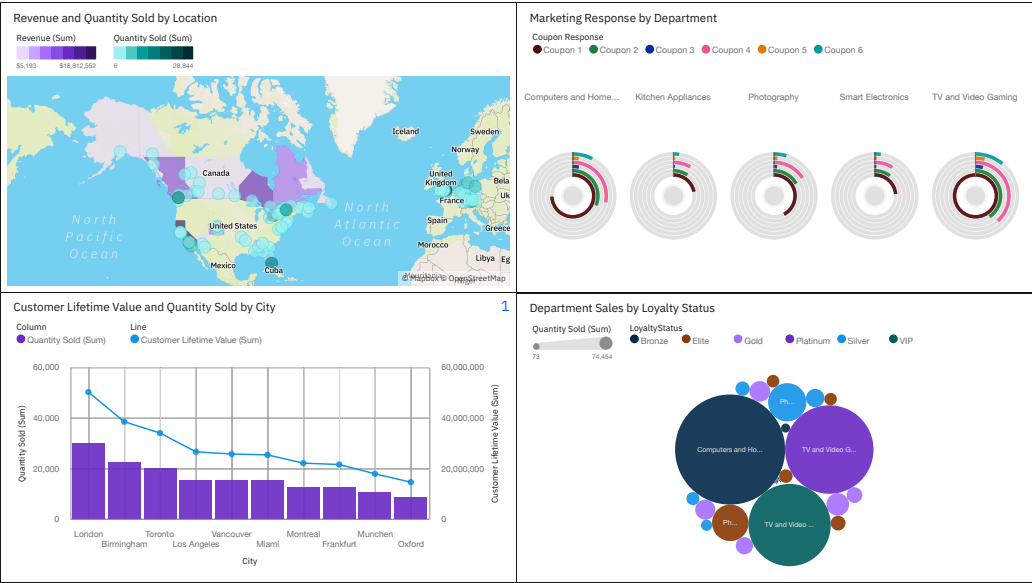 Revenue and Quantity Sold by Location
Revenue (Sum)
Quantity Sold (Sum)
$5,193
$16,812,552
6
28,844
Iceland
Sweden
Norway
Canada
United
Kingdom
Bela
Uk
France
North
Pacific
Ocean
North
Atlantic
Ocean
United States
Spain
Greece
Morocco
Libya
Eg
Mexico
Cuba
© Mapbox © OpenStreetMap
Marketing Response by Department
Coupon Response
Coupon 1
Coupon 2
Coupon 3
Coupon 4
Coupon 5
Coupon 6
Computers and Home...
Kitchen Appliances
Photography
Smart Electronics
TV and Video Gaming
Customer Lifetime Value and Quantity Sold by City
1
Column
Line
Quantity Sold (Sum)
Customer Lifetime Value (Sum)
60,000
40,000
20,000
0
Quantity Sold (Sum)
60,000,000
40,000,000
20,000,000
0
Customer Lifetime Value (Sum)
London
Birmingham
Toronto
Los Angeles
Vancouver
Miami
Montreal
Frankfurt
Munchen
Oxford
City
Department Sales by Loyalty Status
Quantity Sold (Sum)
73
74,454
LoyaltyStatus
Bronze
Elite
Gold
Platinum
Silver
VIP
Ph...
Computers and Ho...
TV and Video G...
Ph...
TV and Video ...